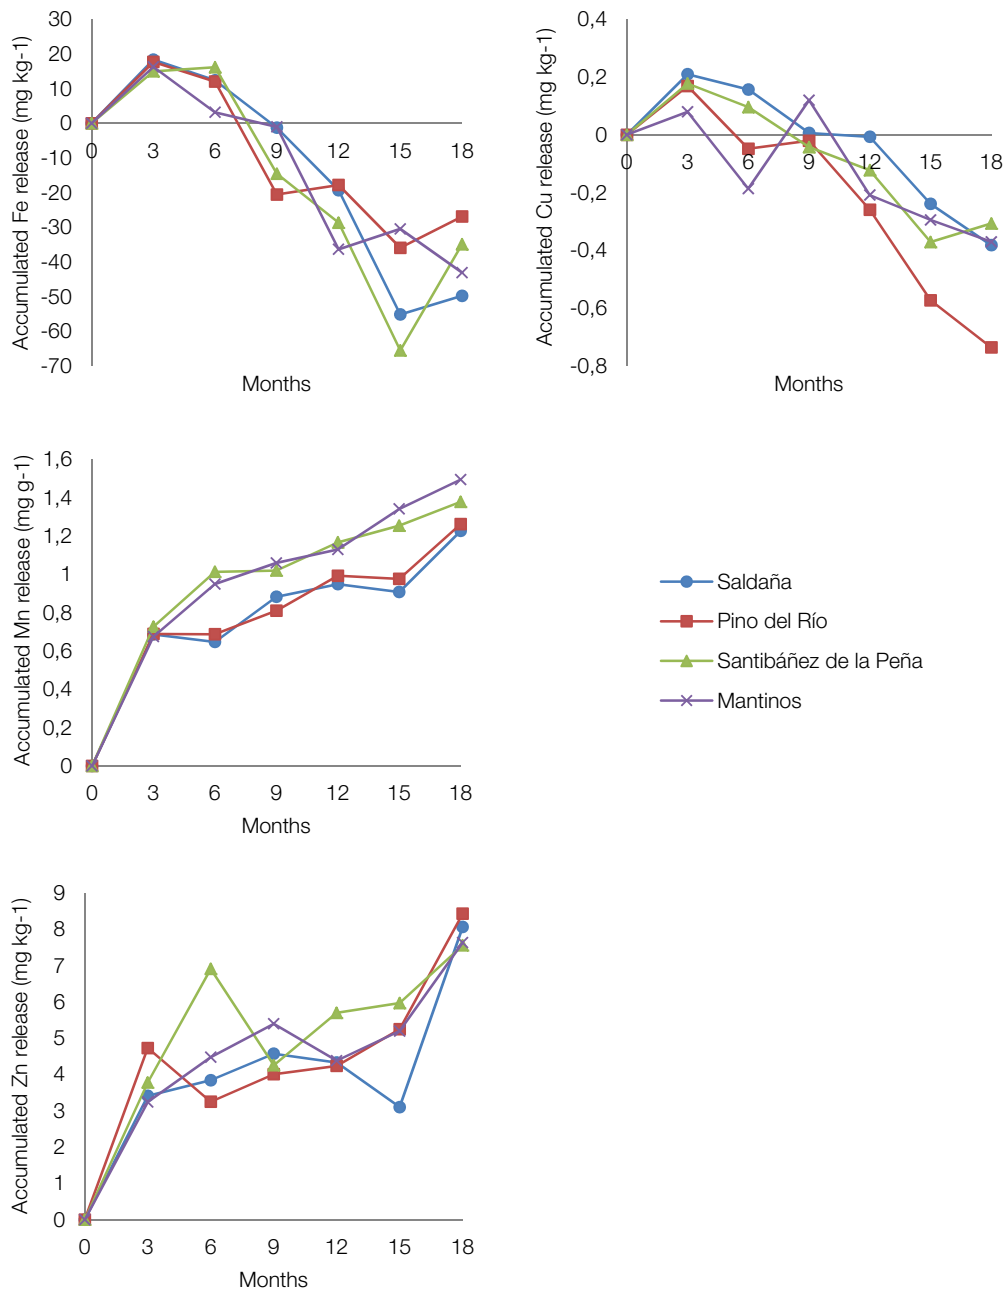 Accumulated Fe release (mg kg-1)
30
20
10
0
-10
-20
-30
-40
-50
-60
-70
0 3 6 9 12 15 18
Months
Accumulated Cu release (mg kg-1)
0,4
0,2
0
-0,2
-0,4
-0,6
-0,8
0 3 6 9 12 15 18
Months
Accumulated Mn release (mg g-1)
1,6
1,4
1,2
1
0,8
0,6
0,4
0,2
0
0 3 6 9 12 15 18
Months
Saldaña
Pino del Río
Santibáñez de la Peña
Mantinos
Accumulated Zn release (mg kg-1)
9
8
7
6
5
4
3
2
1
0
0 3 6 9 12 15 18
Months